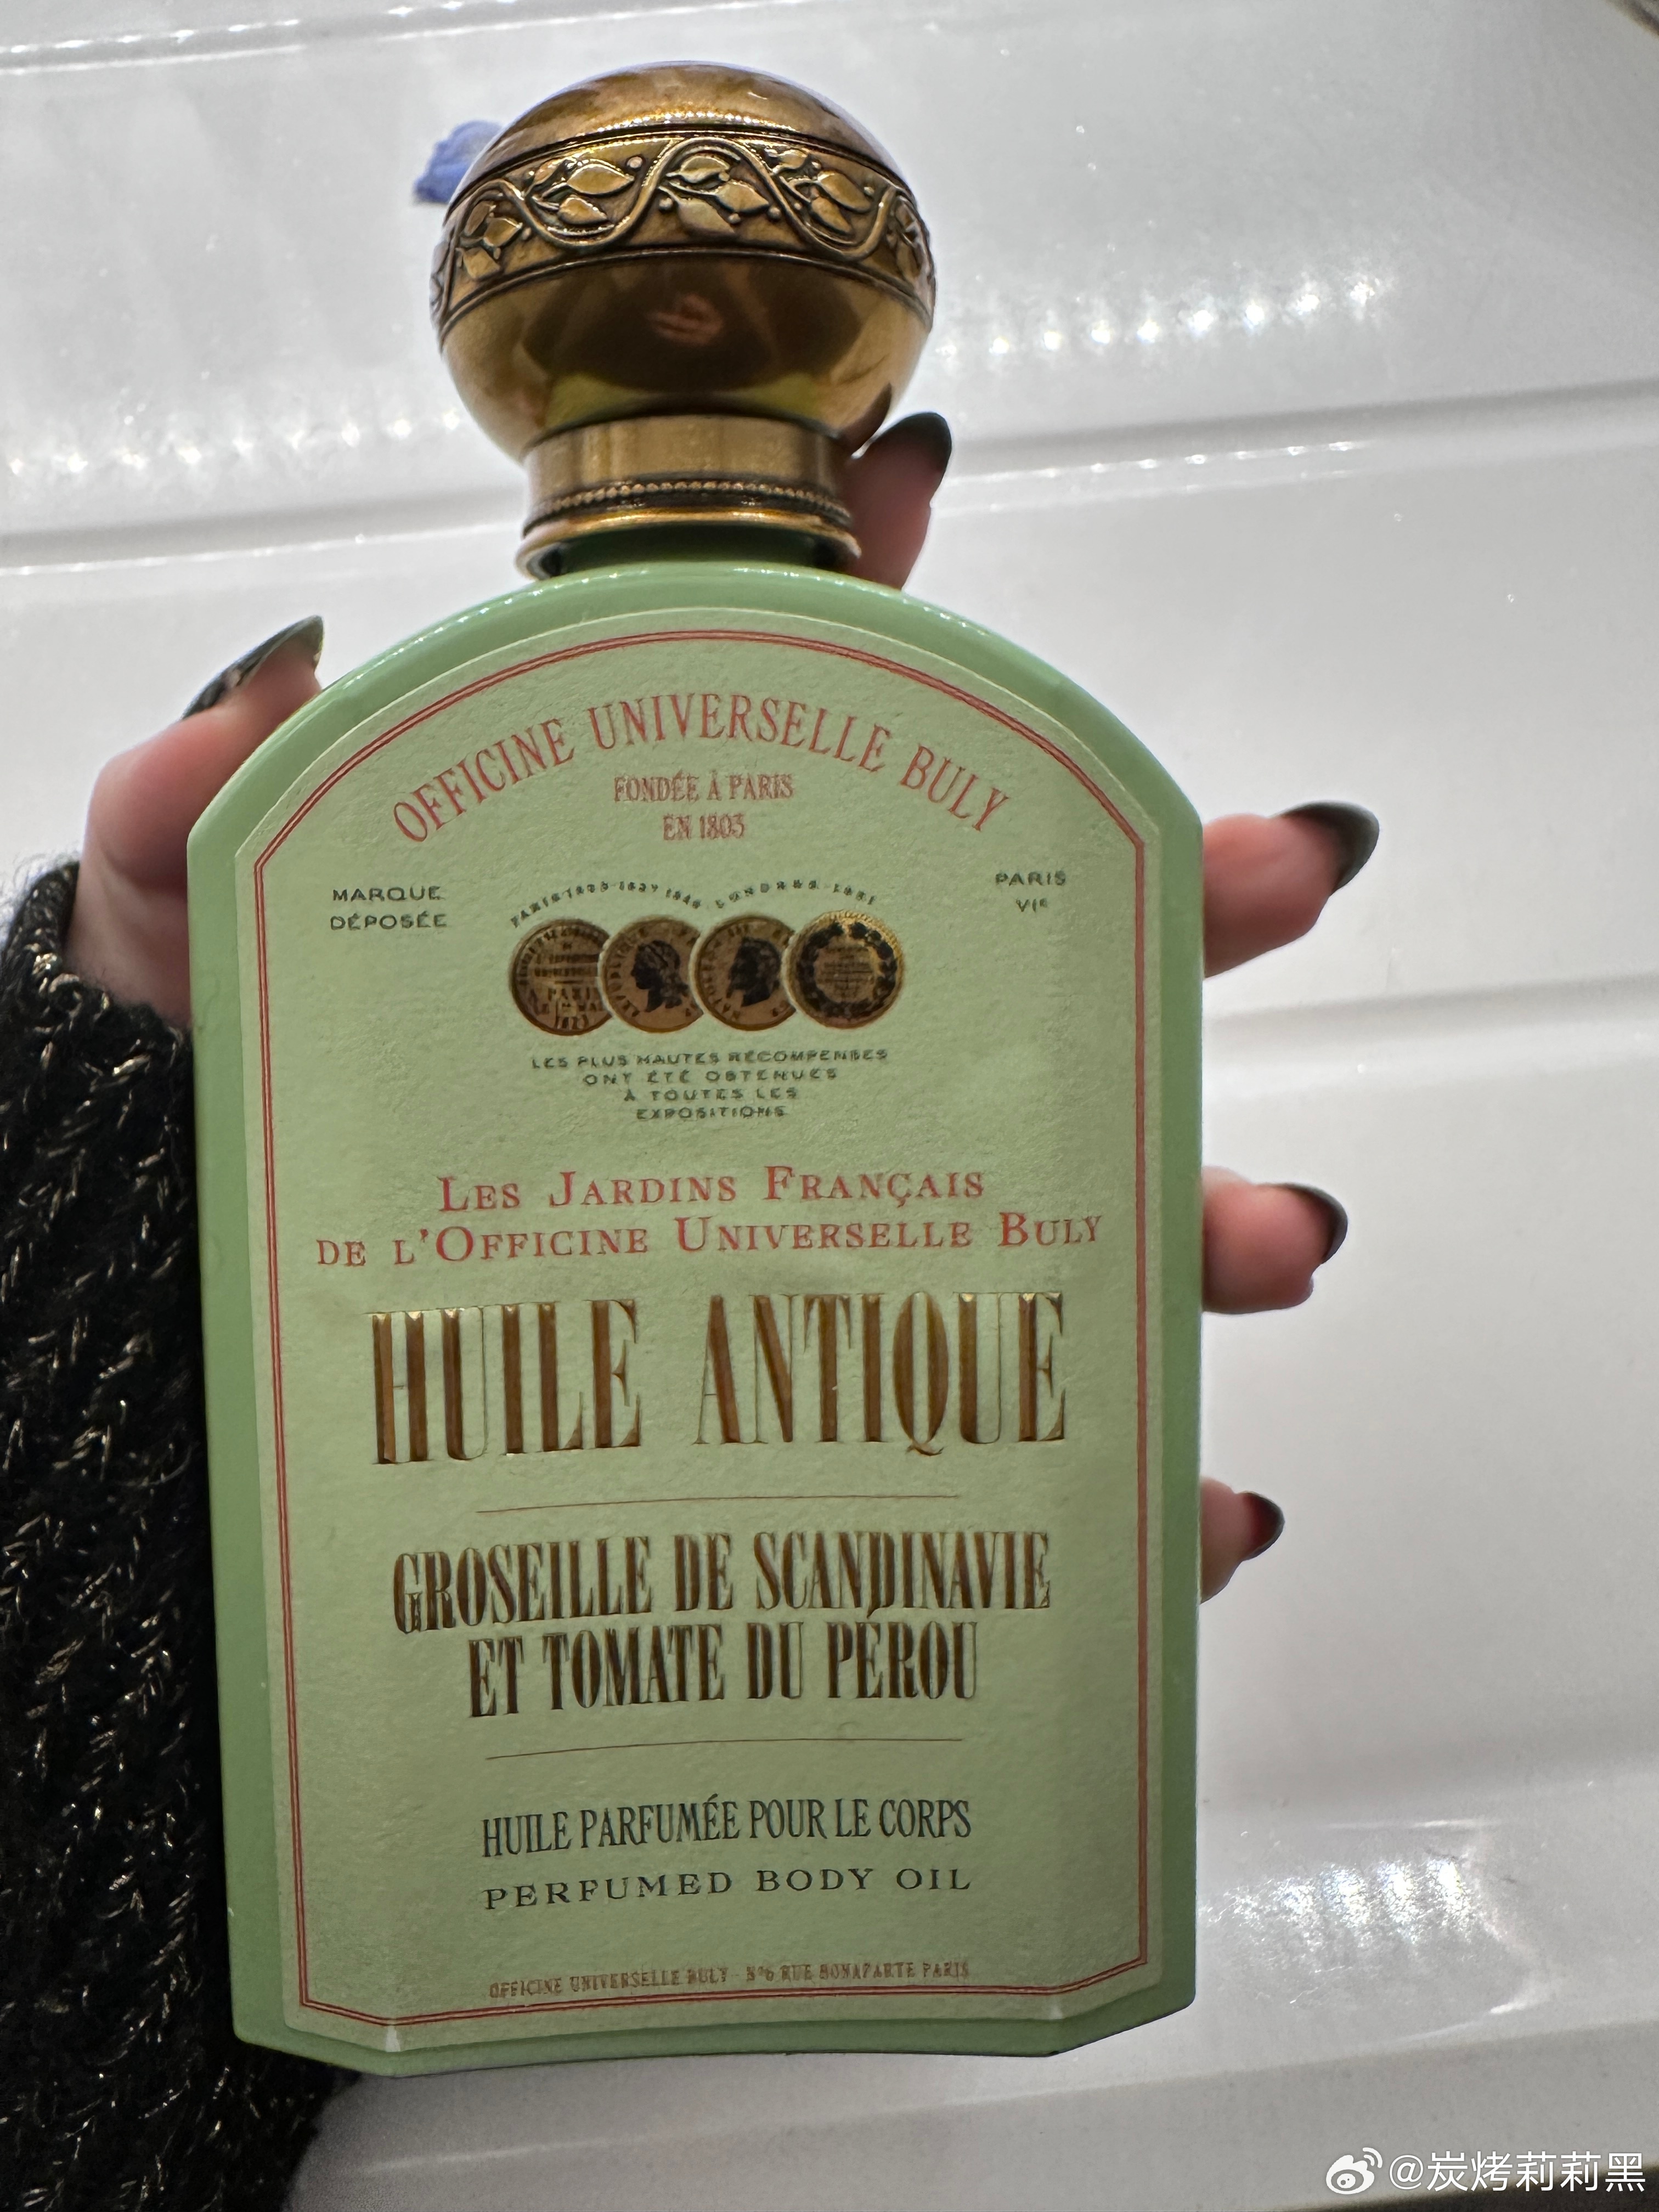 OFFICINE UNIVERSELLE BULY
FONDÉE À PARIS
EN 1803
MARQUE
DÉPOSÉE
PARIS
VIE
LES PLUS HAUTES RÉCOMPENSES
ONT ÉTÉ OBTENUES
À TOUTES LES
EXPOSITIONS
LES JARDINS FRANÇAIS
DE L'OFFICINE UNIVERSELLE BULY
HUILE ANTIQUE
GROSEILLE DE SCANDINAVIE
ET TOMATE DU PÉROU
HUILE PARFUMÉE POUR LE CORPS
PERFUMED BODY OIL
OFFICINE UNIVERSELLE BULY - N°6 RUE BONAPARTE PARIS
@炭烤莉莉黑